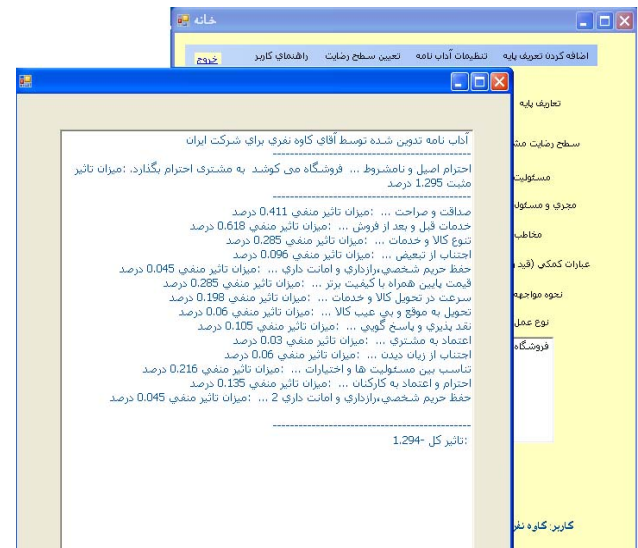 خانه
اضافه کردن تعریف پایه تنظیمات آداب نامه تعیین سطح رضایت راهنمای کاربر خروج
تعاریف پایه
سطح رضایت
مسئولیت
مجری و مسئول
مخاطب
عبارات کمکی (قید و
نحوه مواجهه
نوع عمل
فروشگاه
کاربر: کاوه
آداب نامه تدوین شده توسط آقای کاوه نفری برای شرکت ایران
--------------------------------------------
احترام اصیل و نامشروط ... فروشگاه می کوشد به مشتری احترام بگذارد. :میزان تاثیر
مثبت 1.295 درصد
--------------------------------------------
صداقت و صراحت ... :میزان تاثیر منفی 0.411 درصد
خدمات قبل و بعد از فروش ... :میزان تاثیر منفی 0.618 درصد
تنوع کالا و خدمات ... :میزان تاثیر منفی 0.285 درصد
اجتناب از تبعیض ... :میزان تاثیر منفی 0.096 درصد
حفظ حریم شخصی،رازداری و امانت داری ... :میزان تاثیر منفی 0.045 درصد
قیمت پایین همراه با کیفیت برتر ... :میزان تاثیر منفی 0.285 درصد
سرعت در تحویل کالا و خدمات ... :میزان تاثیر منفی 0.198 درصد
تحویل به موقع و بی عیب کالا ... :میزان تاثیر منفی 0.06 درصد
نقد پذیری و پاسخ گویی ... :میزان تاثیر منفی 0.105 درصد
اعتماد به مشتری ... :میزان تاثیر منفی 0.03 درصد
اجتناب از زیان دیدن ... :میزان تاثیر منفی 0.06 درصد
تناسب بین مسئولیت ها و اختیارات ... :میزان تاثیر منفی 0.216 درصد
احترام و اعتماد به کارکنان ... :میزان تاثیر منفی 0.135 درصد
حفظ حریم شخصی،رازداری و امانت داری 2 ... :میزان تاثیر منفی 0.045 درصد
--------------------------------------------
:تاثیر کل -1.294